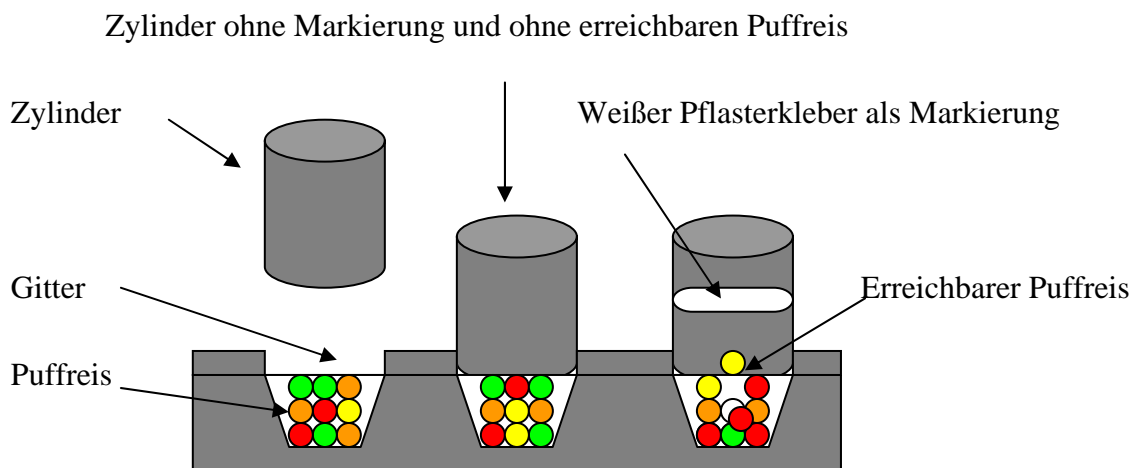 Zylinder ohne Markierung und ohne erreichbaren Puffreis
Zylinder
Weißer Pflasterkleber als Markierung
Gitter
Erreichbarer Puffreis
Puffreis